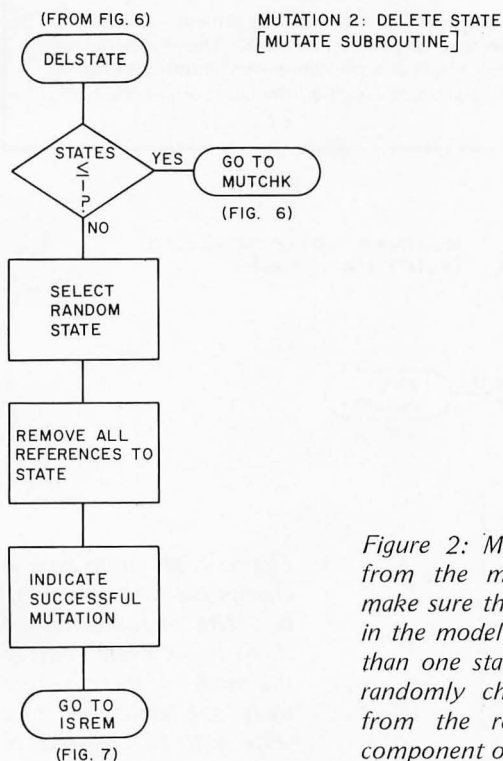 (FROM FIG. 6)
MUTATION 2: DELETE STATE
[MUTATE SUBROUTINE]
DELSTATE
STATES
≤
1
?
YES
GO TO
MUTCHK
(FIG. 6)
NO
SELECT
RANDOM
STATE
REMOVE ALL
REFERENCES TO
STATE
INDICATE
SUCCESSFUL
MUTATION
GO TO
ISREM
(FIG. 7)
Figure 2: M
from the m
make sure th
in the model
than one sta
randomly ch
from the r
component o